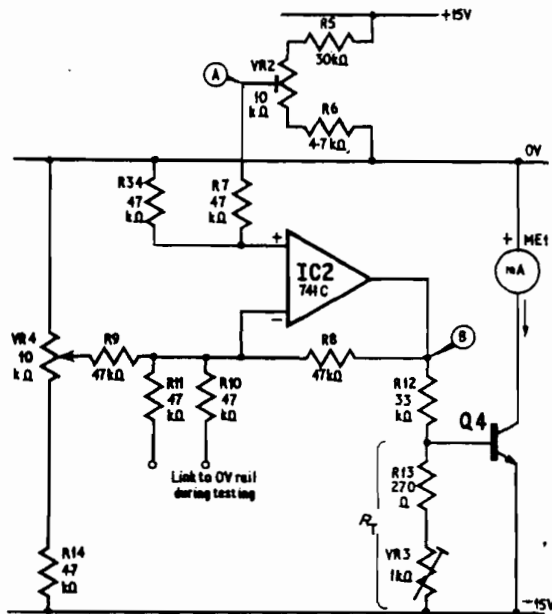 +15V
R5
30kΩ
A
VR2
10
kΩ
R6
4·7kΩ
0V
R34
47
kΩ
R7
47
kΩ
+
ME1
mA
+
IC2
741C
−
B
VR4
10
kΩ
R9
47kΩ
R8
47kΩ
R11
47
kΩ
R10
47
kΩ
R12
33
kΩ
Q4
Link to 0V rail
during testing
R13
270
Ω
RT
VR3
1kΩ
R14
47
kΩ
−15V